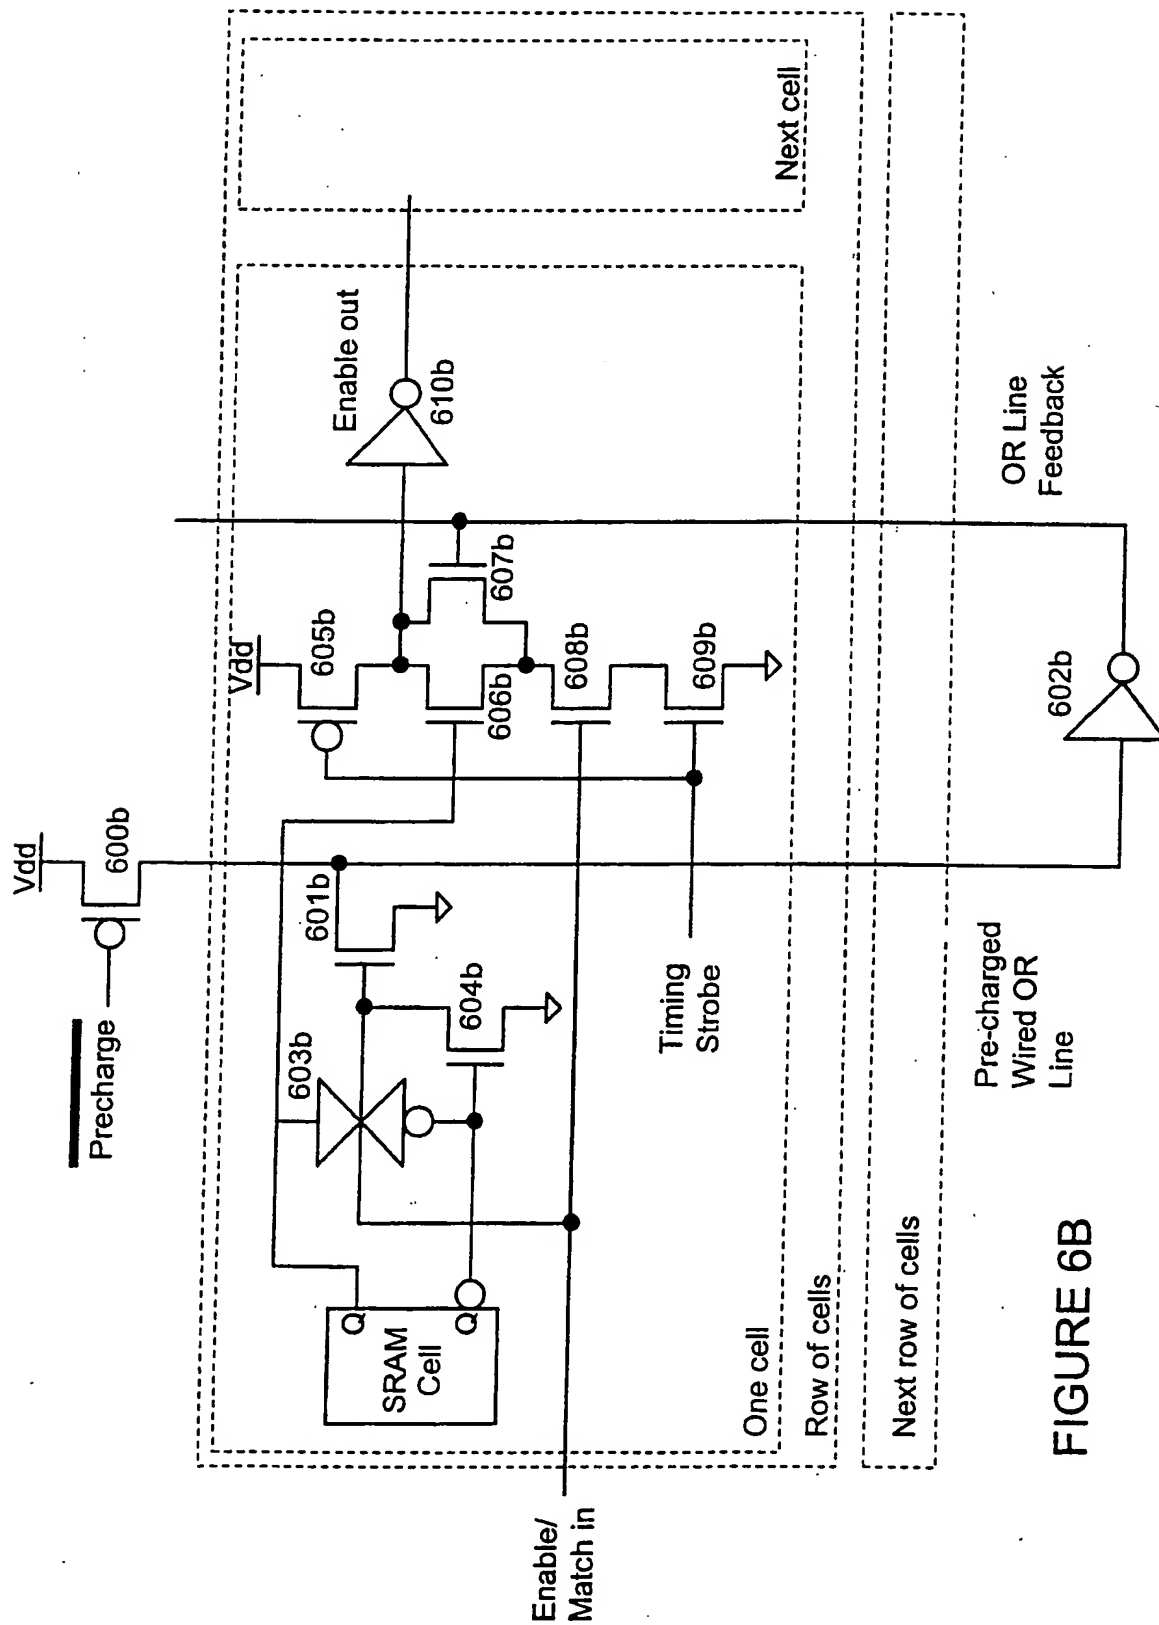 Vdd
Precharge
600b
Vdd
605b
Enable out
610b
603b
601b
606b
607b
604b
608b
609b
SRAM
Cell
Q
Q
Timing
Strobe
Enable/
Match in
One cell
Row of cells
Next row of cells
Next cell
Pre-charged
Wired OR
Line
602b
OR Line
Feedback
FIGURE 6B